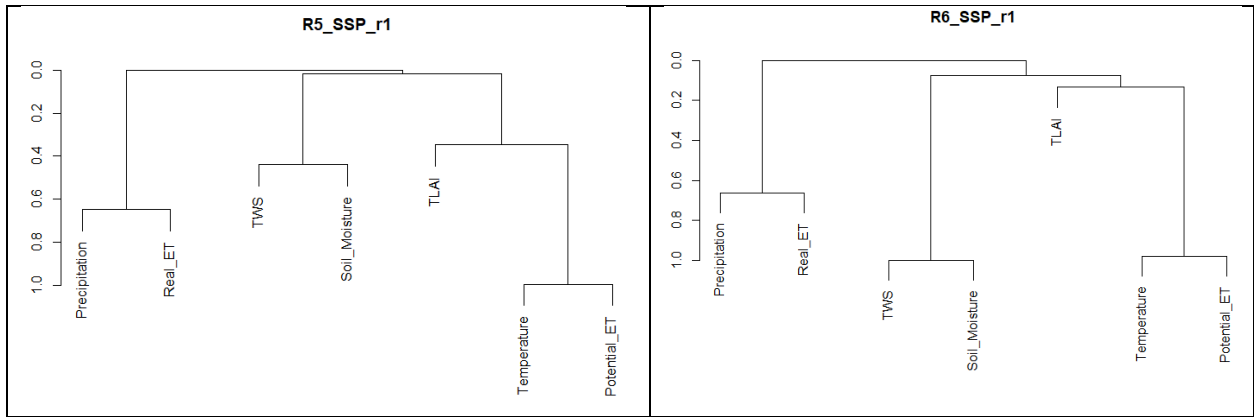 R5_SSP_r1
0.0
0.2
0.4
0.6
0.8
1.0
Precipitation
Real_ET
TWS
Soil_Moisture
TLAI
Temperature
Potential_ET
R6_SSP_r1
0.0
0.2
0.4
0.6
0.8
1.0
Precipitation
Real_ET
TWS
Soil_Moisture
TLAI
Temperature
Potential_ET